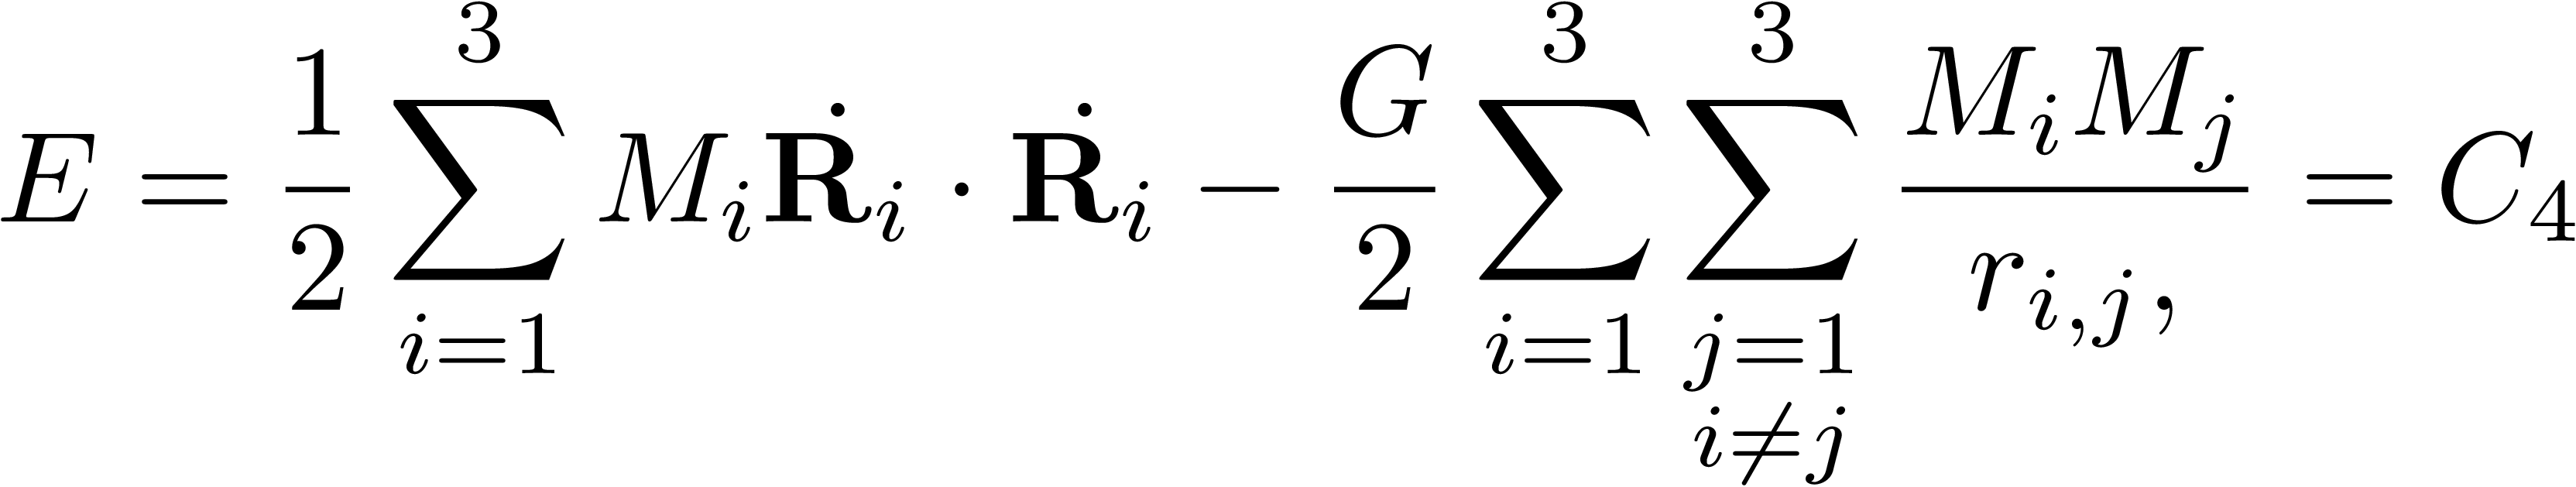 E = \frac{1}{2} \sum_{i=1}^{3} M_i \dot{\mathbf{R}}_i \cdot \dot{\mathbf{R}}_i - \frac{G}{2} \sum_{i=1}^{3} \sum_{\substack{j=1 \\ i \neq j}}^{3} \frac{M_i M_j}{r_{i,j},} = C_4